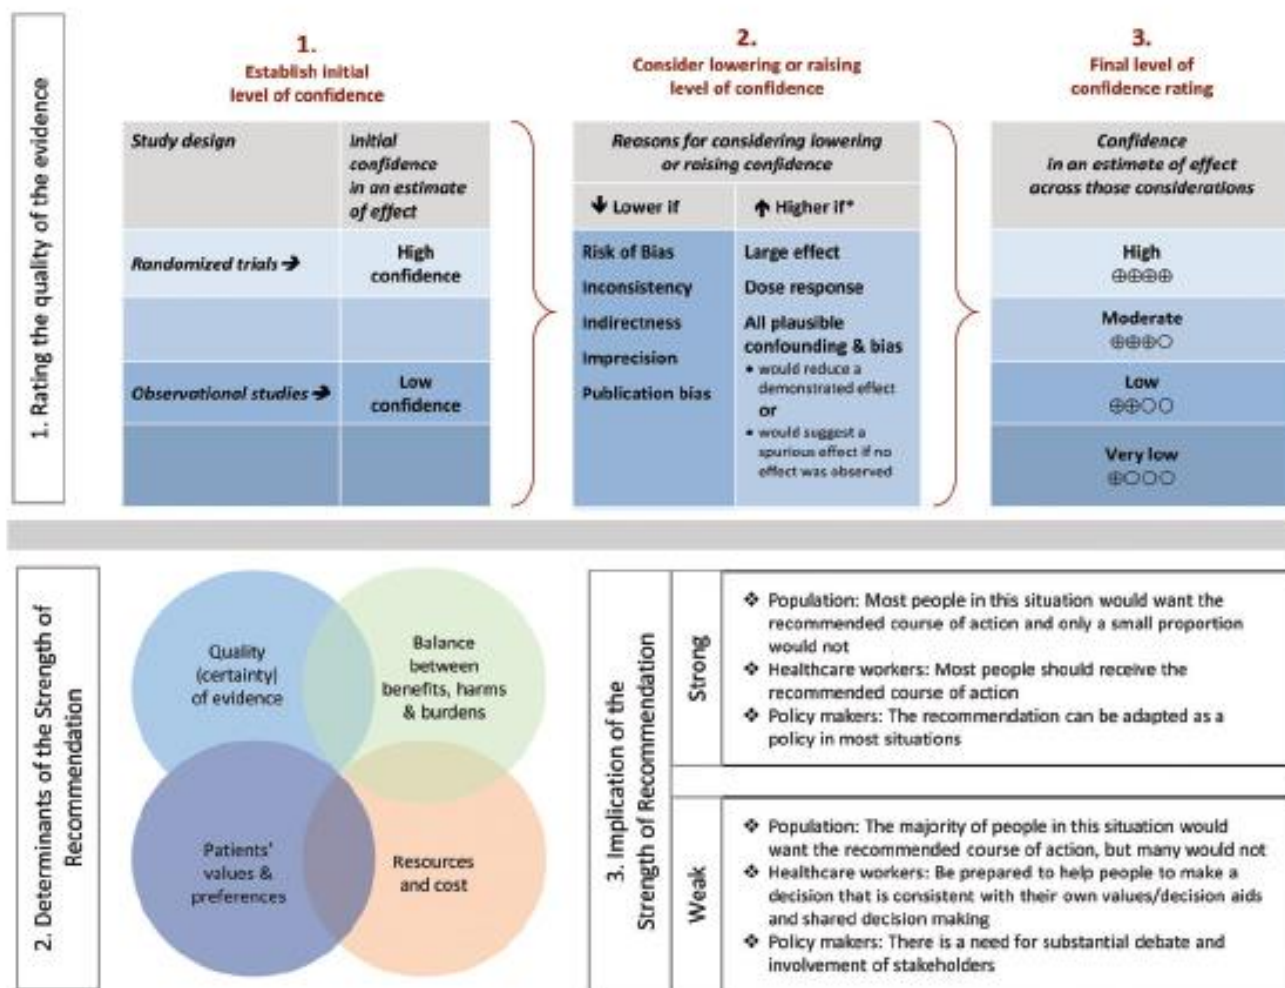 1. Rating the quality of the evidence
1.
Establish initial
level of confidence
2.
Consider lowering or raising
level of confidence
3.
Final level of
confidence rating
Study design
Initial
confidence
in an estimate
of effect
Randomized trials ➔
High
confidence
Observational studies ➔
Low
confidence
Reasons for considering lowering
or raising confidence
🡇 Lower if
🡅 Higher if*
Risk of Bias
Inconsistency
Indirectness
Imprecision
Publication bias
Large effect
Dose response
All plausible
confounding & bias
• would reduce a
demonstrated effect
or
• would suggest a
spurious effect if no
effect was observed
Confidence
in an estimate of effect
across those considerations
High
⊕⊕⊕⊕
Moderate
⊕⊕⊕○
Low
⊕⊕○○
Very low
⊕○○○
2. Determinants of the Strength of
Recommendation
Quality
(certainty)
of evidence
Balance
between
benefits, harms
& burdens
Patients'
values &
preferences
Resources
and cost
3. Implication of the
Strength of Recommendation
Strong
❖ Population: Most people in this situation would want the
recommended course of action and only a small proportion
would not
❖ Healthcare workers: Most people should receive the
recommended course of action
❖ Policy makers: The recommendation can be adapted as a
policy in most situations
Weak
❖ Population: The majority of people in this situation would
want the recommended course of action, but many would not
❖ Healthcare workers: Be prepared to help people to make a
decision that is consistent with their own values/decision aids
and shared decision making
❖ Policy makers: There is a need for substantial debate and
involvement of stakeholders